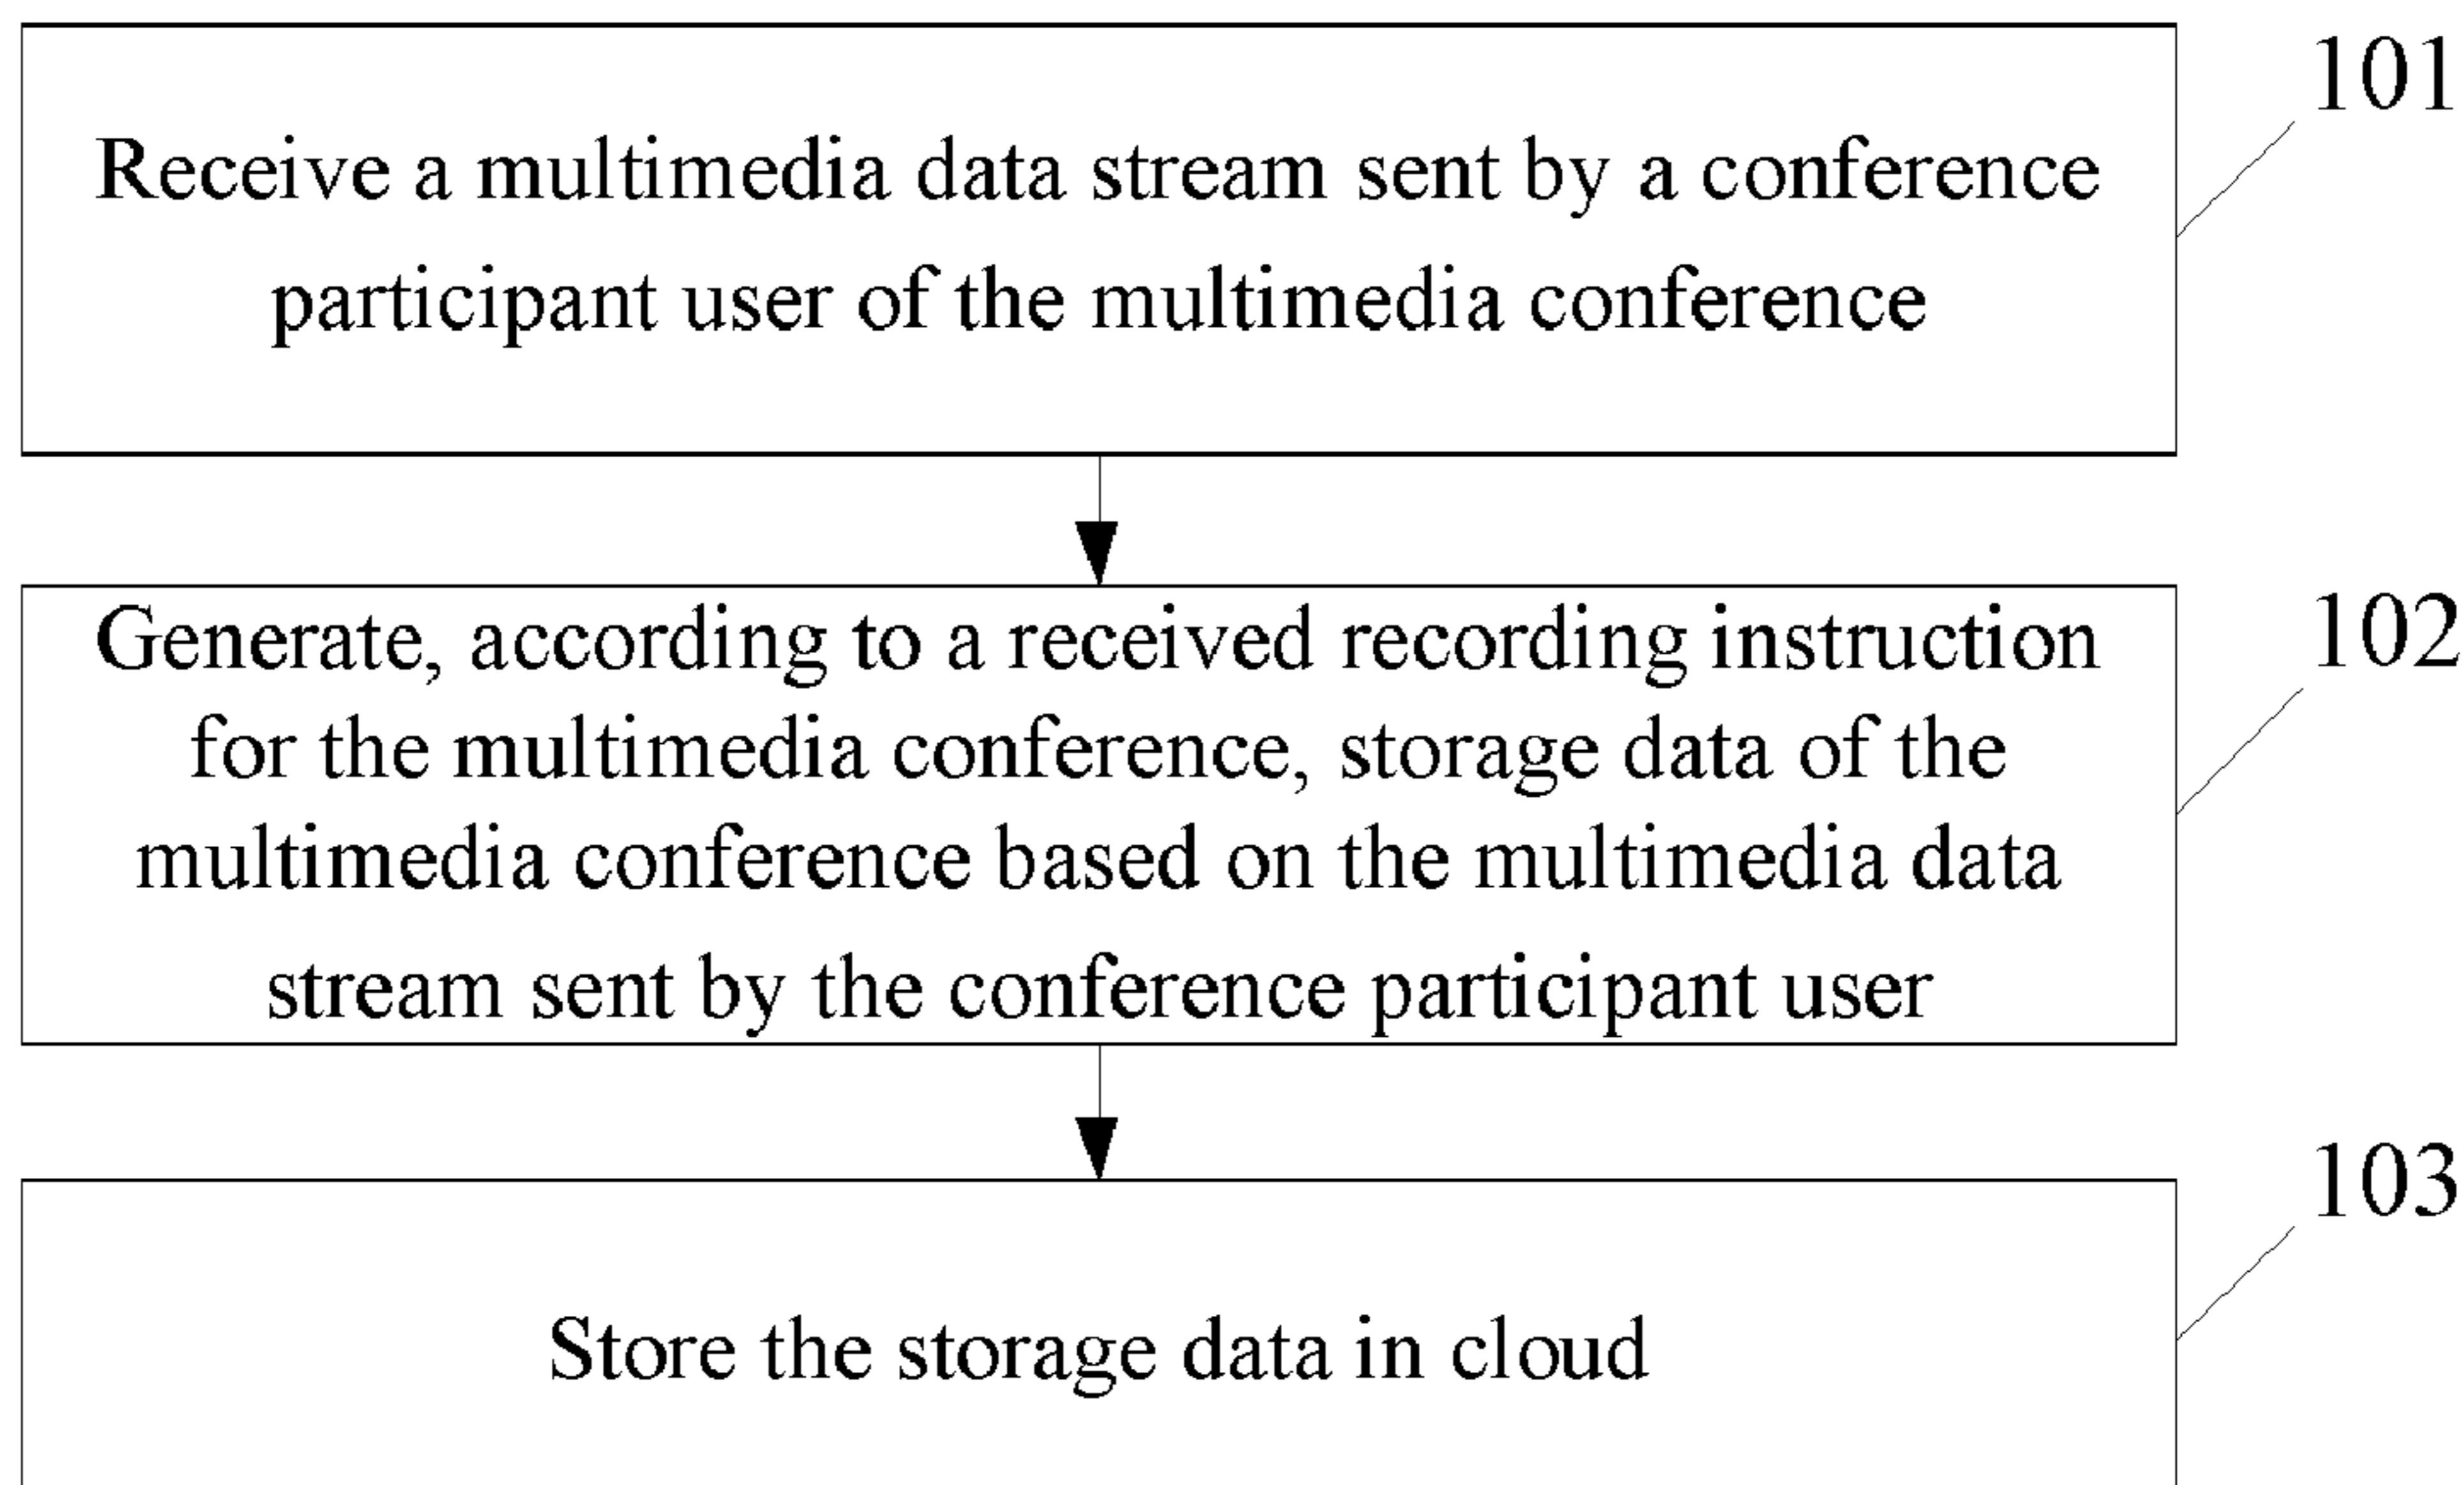 101
Receive a multimedia data stream sent by a conference
participant user of the multimedia conference
102
Generate, according to a received recording instruction
for the multimedia conference, storage data of the
multimedia conference based on the multimedia data
stream sent by the conference participant user
103
Store the storage data in cloud